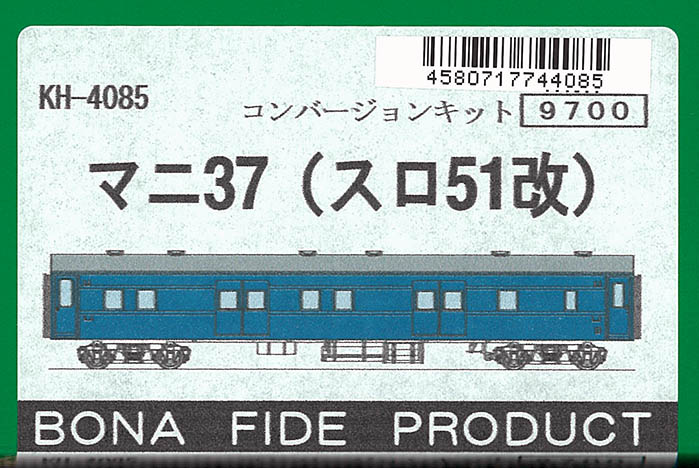 4580717744085
KH-4085
コンバージョンキット 9700
マニ37（スロ51改）
BONA FIDE PRODUCT